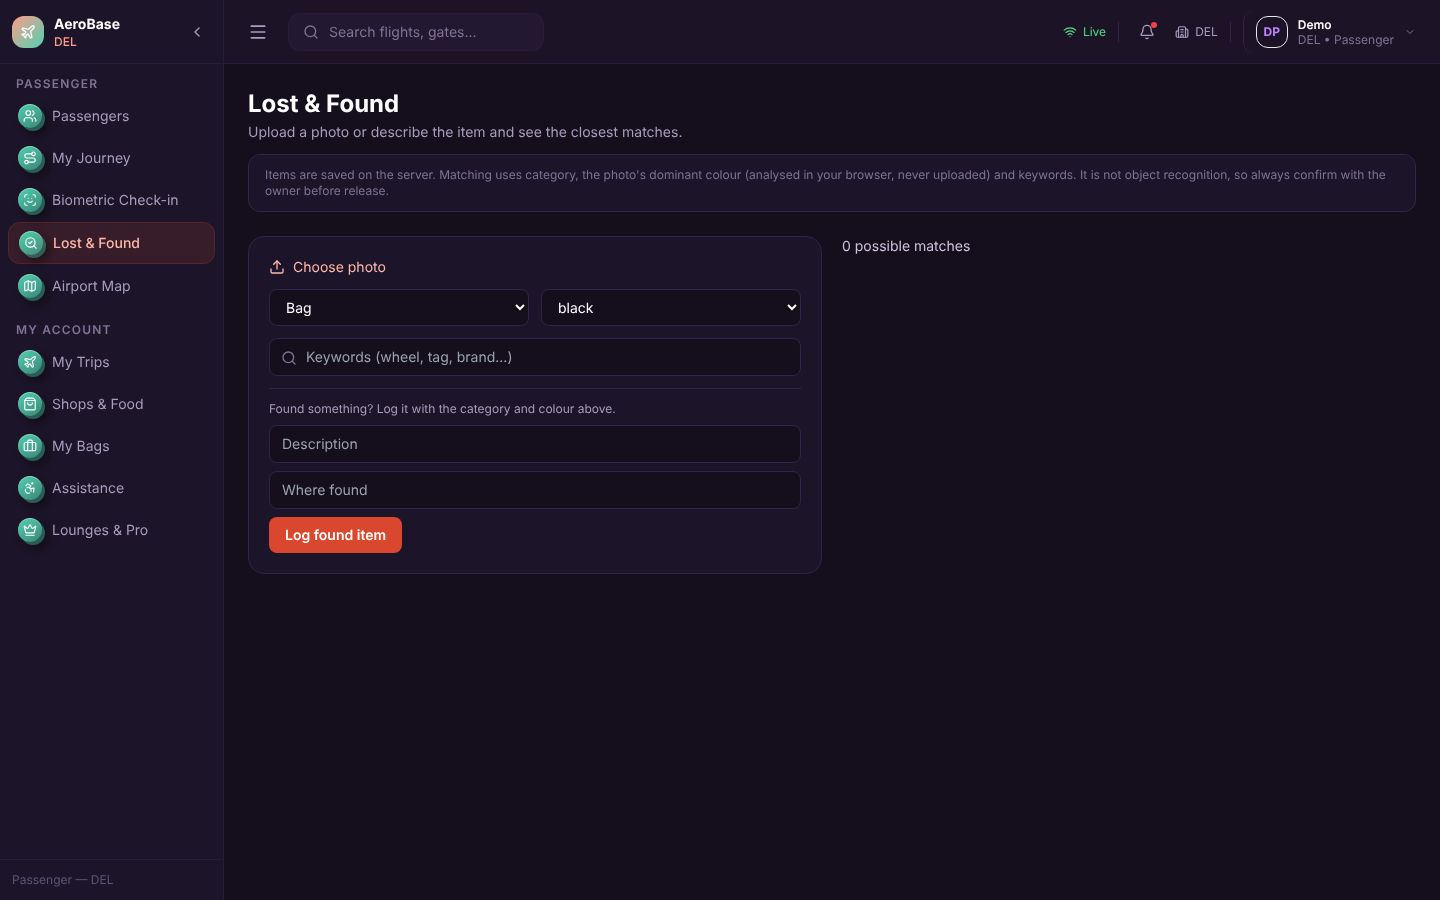 AeroBase
DEL
Search flights, gates...
Live
DEL
DP
Demo
DEL • Passenger
PASSENGER
Passengers
My Journey
Biometric Check-in
Lost & Found
Airport Map
MY ACCOUNT
My Trips
Shops & Food
My Bags
Assistance
Lounges & Pro
Passenger — DEL
Lost & Found
Upload a photo or describe the item and see the closest matches.
Items are saved on the server. Matching uses category, the photo's dominant colour (analysed in your browser, never uploaded) and keywords. It is not object recognition, so always confirm with the
owner before release.
Choose photo
Bag
black
Keywords (wheel, tag, brand...)
Found something? Log it with the category and colour above.
Description
Where found
Log found item
0 possible matches